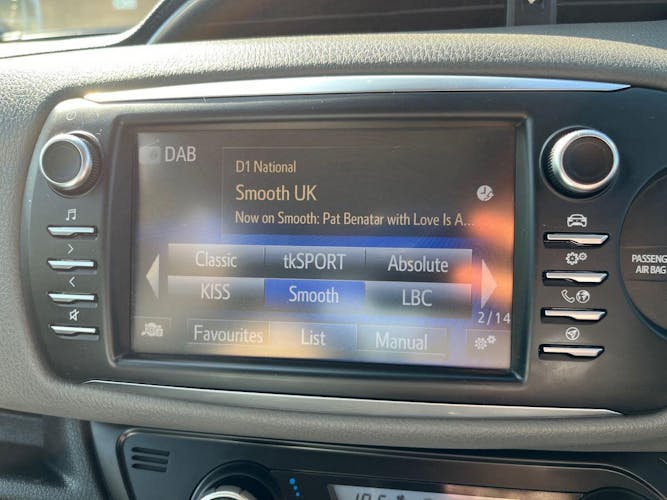 DAB
D1 National
Smooth UK
Now on Smooth: Pat Benatar with Love Is A...
Classic tkSPORT Absolute
KISS Smooth LBC
2/14
Favourites List Manual
PASSENG
AIR BAG